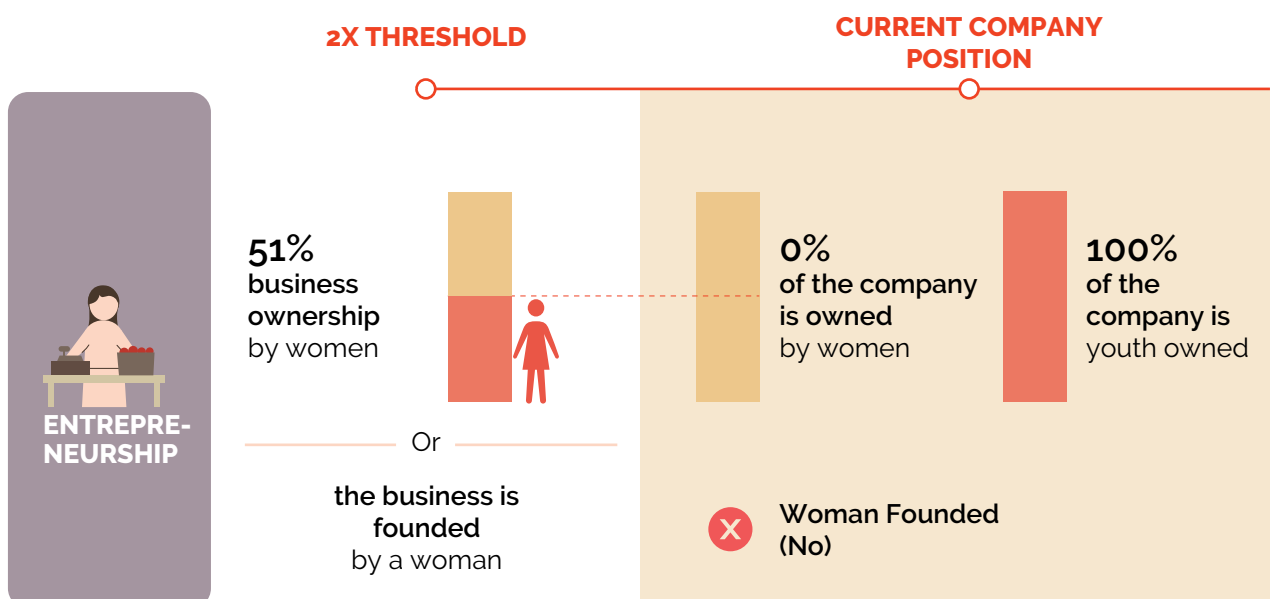 2X THRESHOLD
CURRENT COMPANY
POSITION
ENTREPRE-
NEURSHIP
51%
business
ownership
by women
Or
the business is
founded
by a woman
0%
of the company
is owned
by women
100%
of the
company is
youth owned
X
Woman Founded
(No)